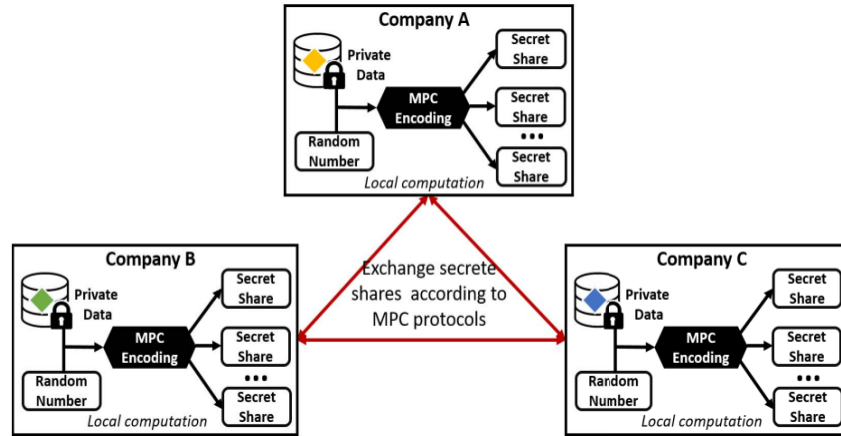 Company A
Private
Data
MPC
Encoding
Random
Number
Secret
Share
Secret
Share
...
Secret
Share
Local computation
Exchange secrete
shares according to
MPC protocols
Company B
Private
Data
MPC
Encoding
Random
Number
Secret
Share
Secret
Share
...
Secret
Share
Local computation
Company C
Private
Data
MPC
Encoding
Random
Number
Secret
Share
Secret
Share
...
Secret
Share
Local computation